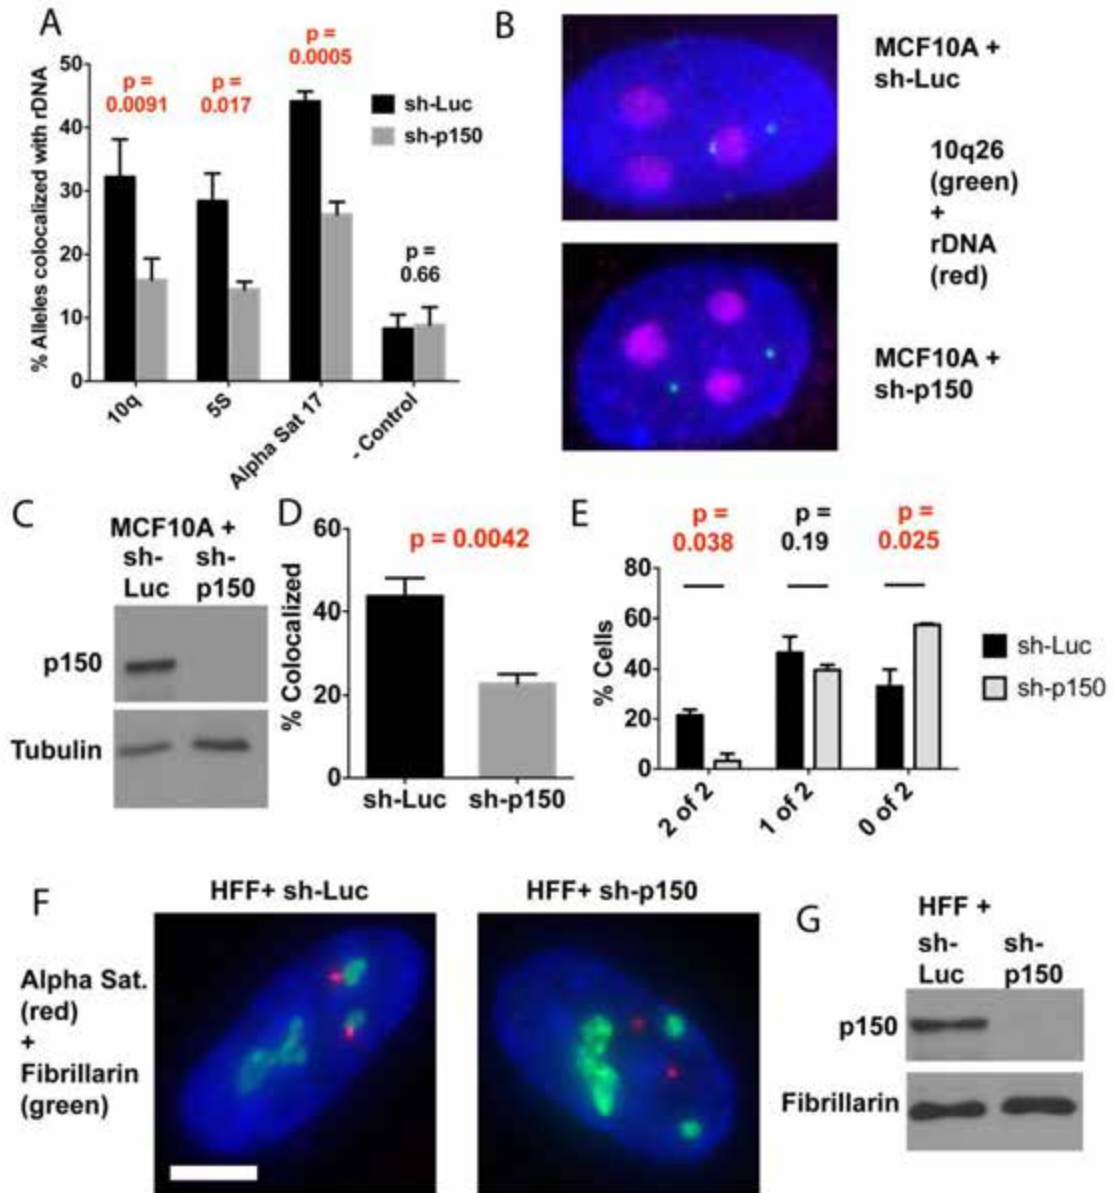 A
% Alleles colocalized with rDNA
50
40
30
20
10
0
p =
0.0091
p =
0.017
p =
0.0005
p =
0.66
sh-Luc
sh-p150
10q
5S
Alpha Sat 17
- Control
B
MCF10A +
sh-Luc
10q26
(green)
+
rDNA
(red)
MCF10A +
sh-p150
C
MCF10A +
sh-
Luc
sh-
p150
p150
Tubulin
D
% Colocalized
60
40
20
0
p = 0.0042
sh-Luc
sh-p150
E
p =
0.038
p =
0.19
p =
0.025
% Cells
80
60
40
20
0
sh-Luc
sh-p150
2 of 2
1 of 2
0 of 2
F
HFF+ sh-Luc
HFF+ sh-p150
Alpha Sat.
(red)
+
Fibrillarin
(green)
G
HFF +
sh-
Luc
sh-
p150
p150
Fibrillarin